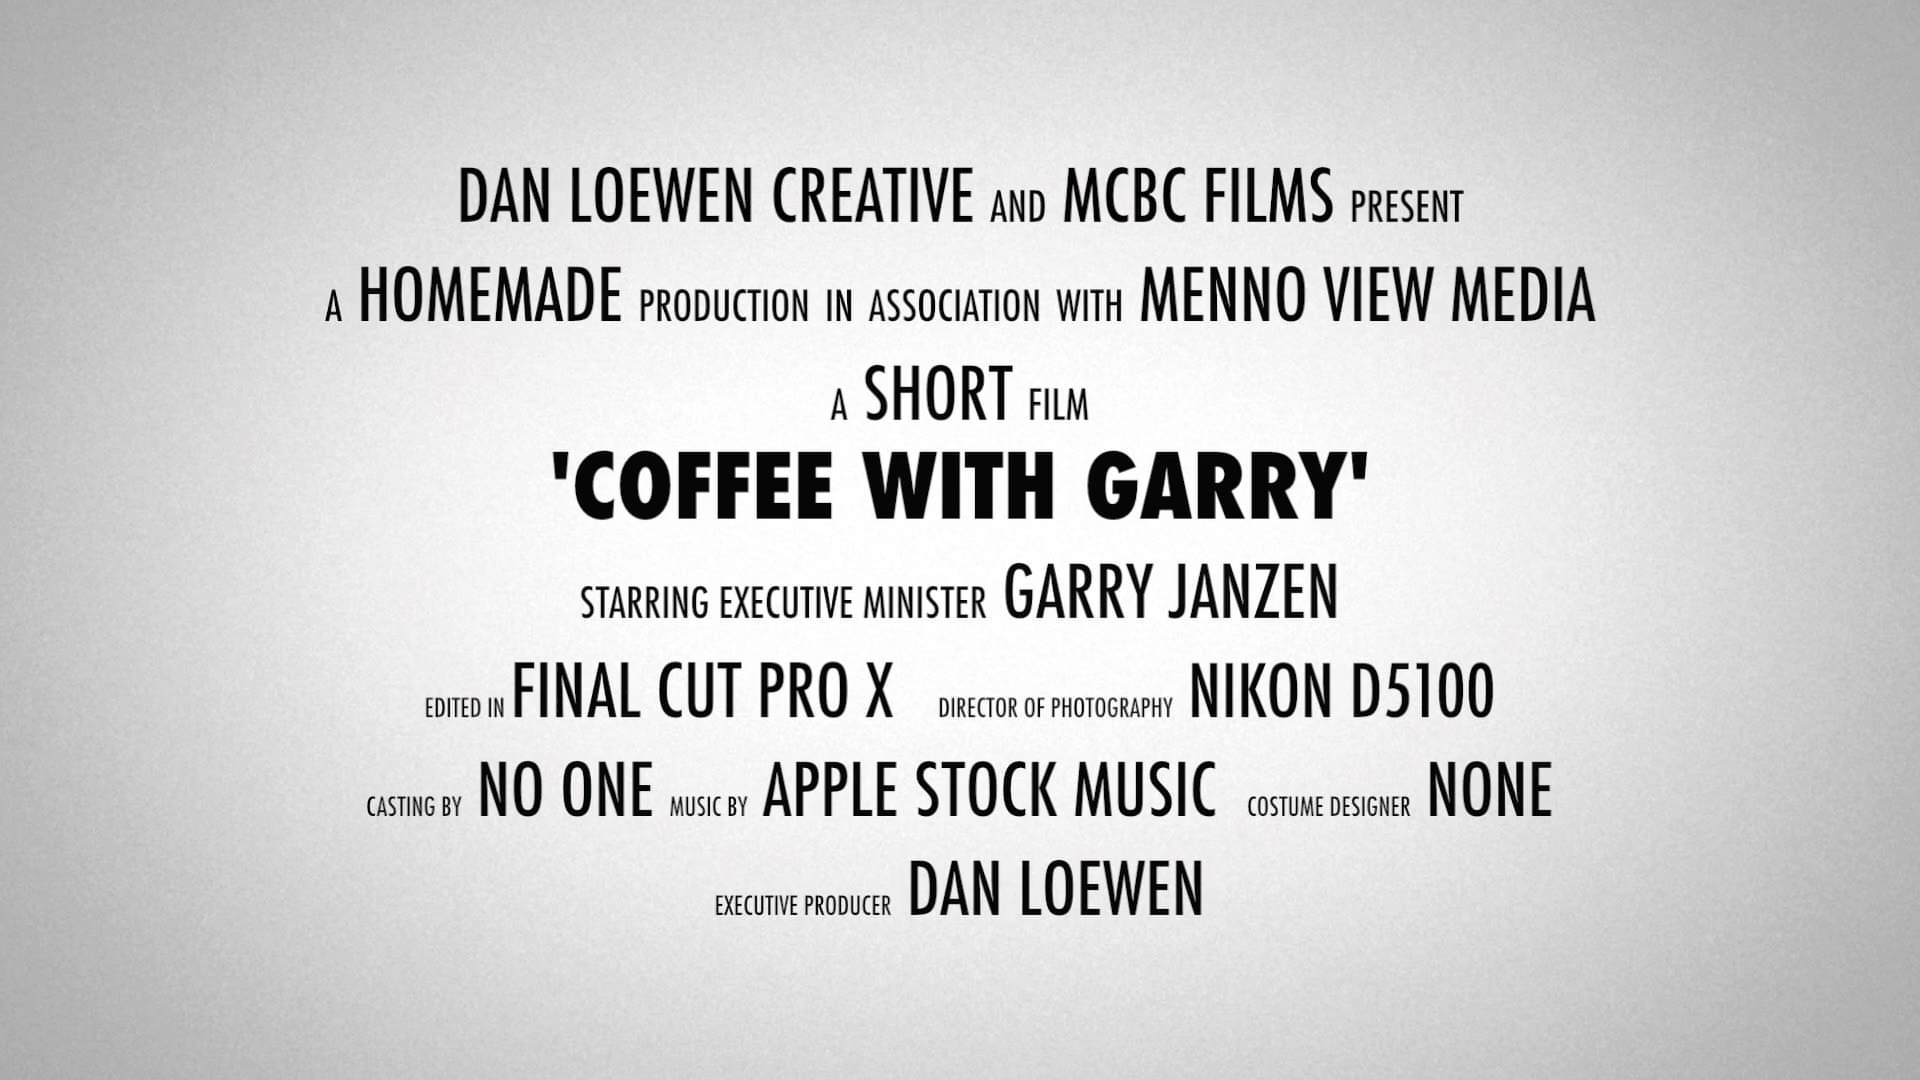 DAN LOEWEN CREATIVE AND MCBC FILMS PRESENT
A HOMEMADE PRODUCTION IN ASSOCIATION WITH MENNO VIEW MEDIA
A SHORT FILM
'COFFEE WITH GARRY'
STARRING EXECUTIVE MINISTER GARRY JANZEN
EDITED IN FINAL CUT PRO X DIRECTOR OF PHOTOGRAPHY NIKON D5100
CASTING BY NO ONE MUSIC BY APPLE STOCK MUSIC COSTUME DESIGNER NONE
EXECUTIVE PRODUCER DAN LOEWEN